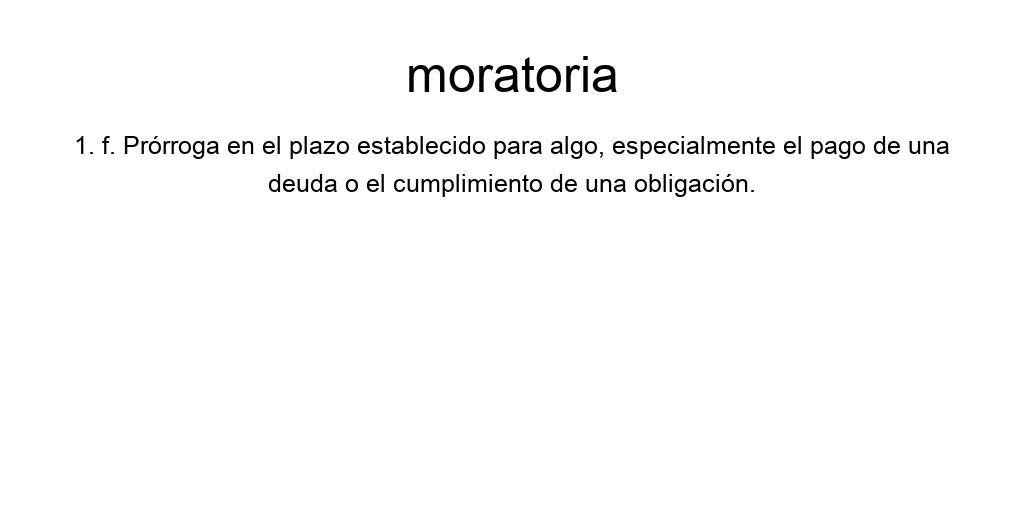 moratoria
1. f. Prórroga en el plazo establecido para algo, especialmente el pago de una
deuda o el cumplimiento de una obligación.